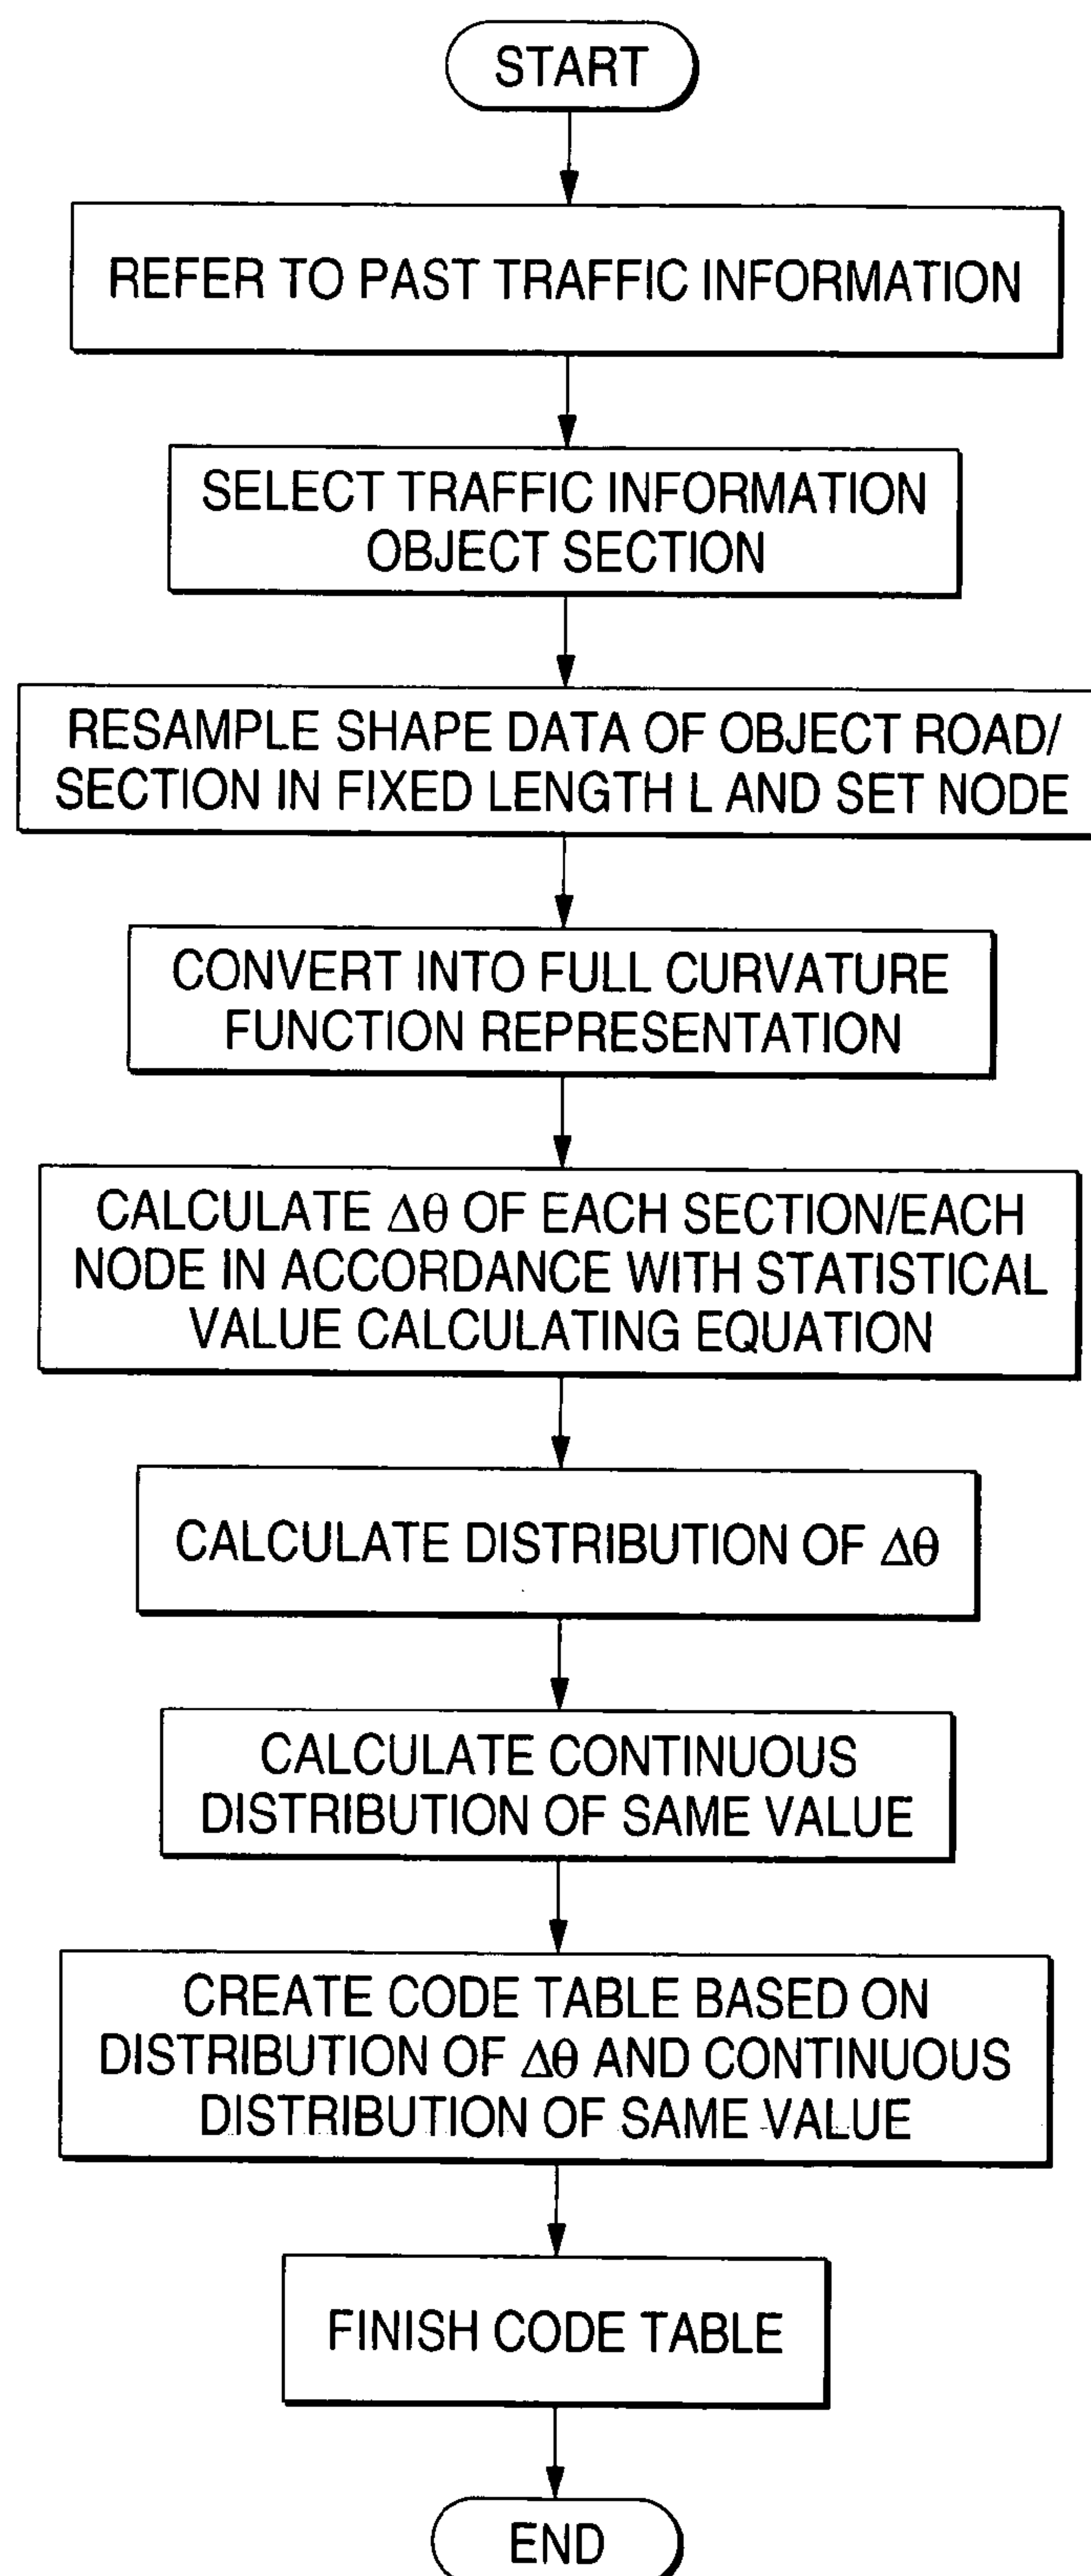 START
REFER TO PAST TRAFFIC INFORMATION
SELECT TRAFFIC INFORMATION
OBJECT SECTION
RESAMPLE SHAPE DATA OF OBJECT ROAD/
SECTION IN FIXED LENGTH L AND SET NODE
CONVERT INTO FULL CURVATURE
FUNCTION REPRESENTATION
CALCULATE Δθ OF EACH SECTION/EACH
NODE IN ACCORDANCE WITH STATISTICAL
VALUE CALCULATING EQUATION
CALCULATE DISTRIBUTION OF Δθ
CALCULATE CONTINUOUS
DISTRIBUTION OF SAME VALUE
CREATE CODE TABLE BASED ON
DISTRIBUTION OF Δθ AND CONTINUOUS
DISTRIBUTION OF SAME VALUE
FINISH CODE TABLE
END